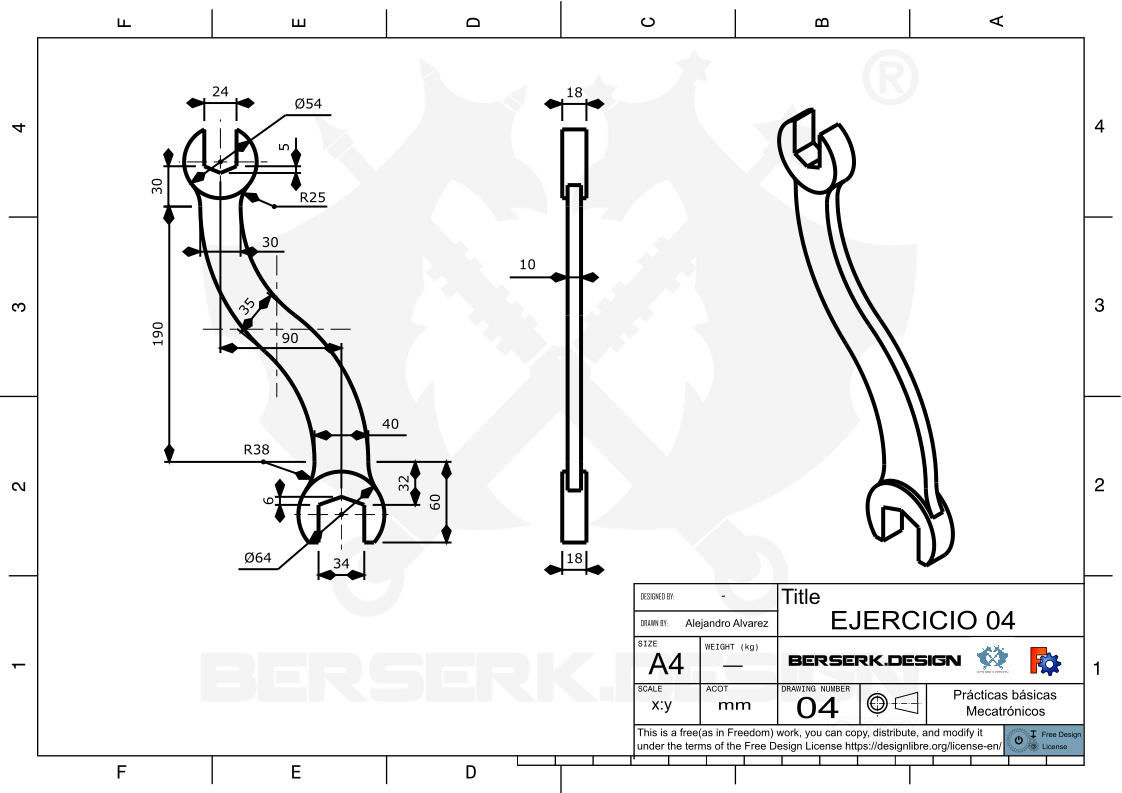 F E D C B A
4 4
3 3
2 2
1 1
F E D
®
24
Ø54
5
30
R25
30
35
190
90
40
R38
32
60
6
Ø64
34
18
10
18
BERSERK.DESIGN
DESIGNED BY: -
DRAWN BY: Alejandro Alvarez
Title
EJERCICIO 04
SIZE
A4
WEIGHT (kg)
—
BERSERK.DESIGN
SCALE
x:y
ACOT
mm
DRAWING NUMBER
04
Prácticas básicas
Mecatrónicos
This is a free(as in Freedom) work, you can copy, distribute, and modify it
under the terms of the Free Design License https://designlibre.org/license-en/
Free Design
License